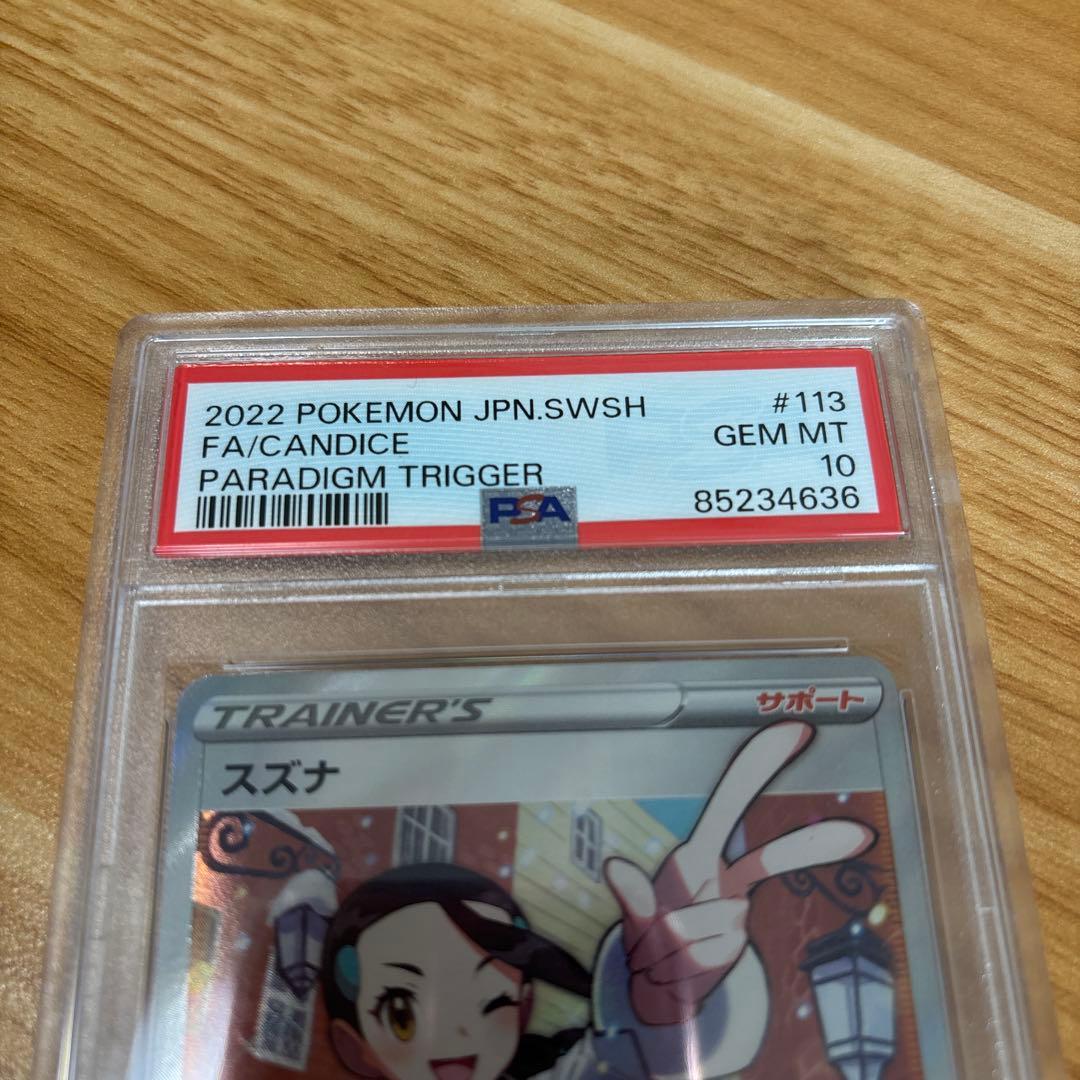 2022 POKEMON JPN.SWSH #113
FA/CANDICE GEM MT
PARADIGM TRIGGER 10
PSA 85234636
TRAINER'S サポート
スズナ